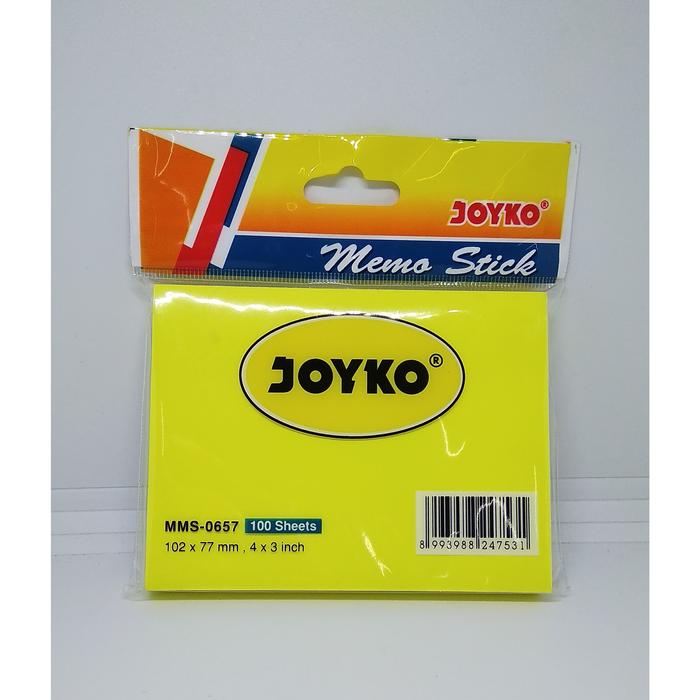 JOYKO®
Memo Stick
JOYKO®
MMS-0657 100 Sheets
102 x 77 mm , 4 x 3 inch
8 993988 247531